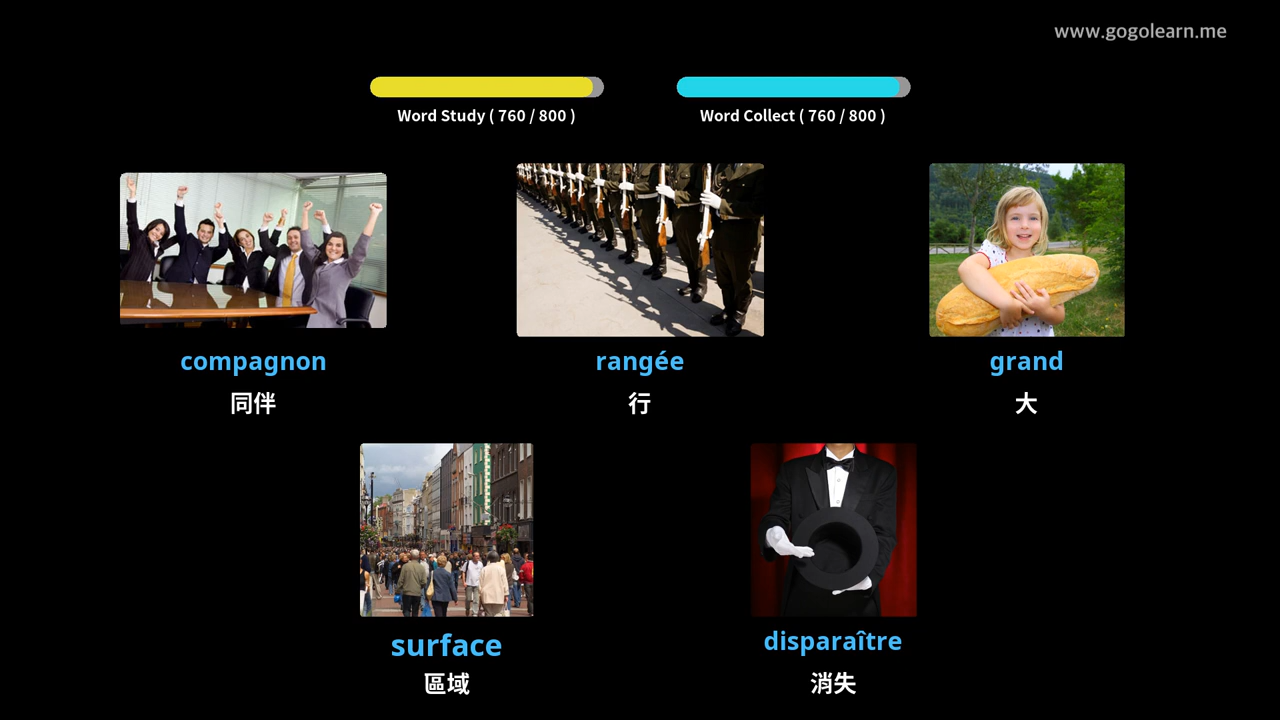 www.gogolearn.me
Word Study ( 760 / 800 )
Word Collect ( 760 / 800 )
compagnon
同伴
rangée
行
grand
大
surface
區域
disparaître
消失